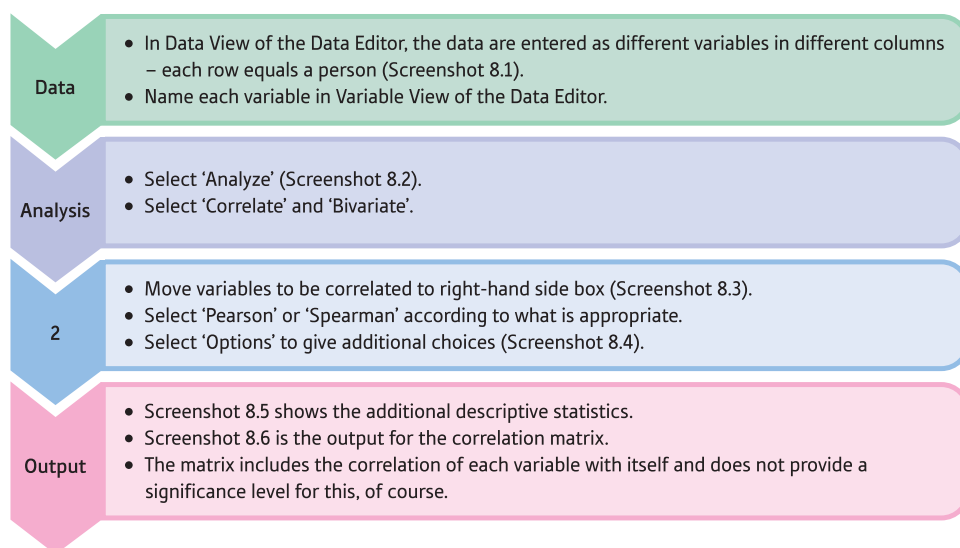 Data
• In Data View of the Data Editor, the data are entered as different variables in different columns
– each row equals a person (Screenshot 8.1).
• Name each variable in Variable View of the Data Editor.
Analysis
• Select ‘Analyze’ (Screenshot 8.2).
• Select ‘Correlate’ and ‘Bivariate’.
2
• Move variables to be correlated to right-hand side box (Screenshot 8.3).
• Select ‘Pearson’ or ‘Spearman’ according to what is appropriate.
• Select ‘Options’ to give additional choices (Screenshot 8.4).
Output
• Screenshot 8.5 shows the additional descriptive statistics.
• Screenshot 8.6 is the output for the correlation matrix.
• The matrix includes the correlation of each variable with itself and does not provide a
significance level for this, of course.